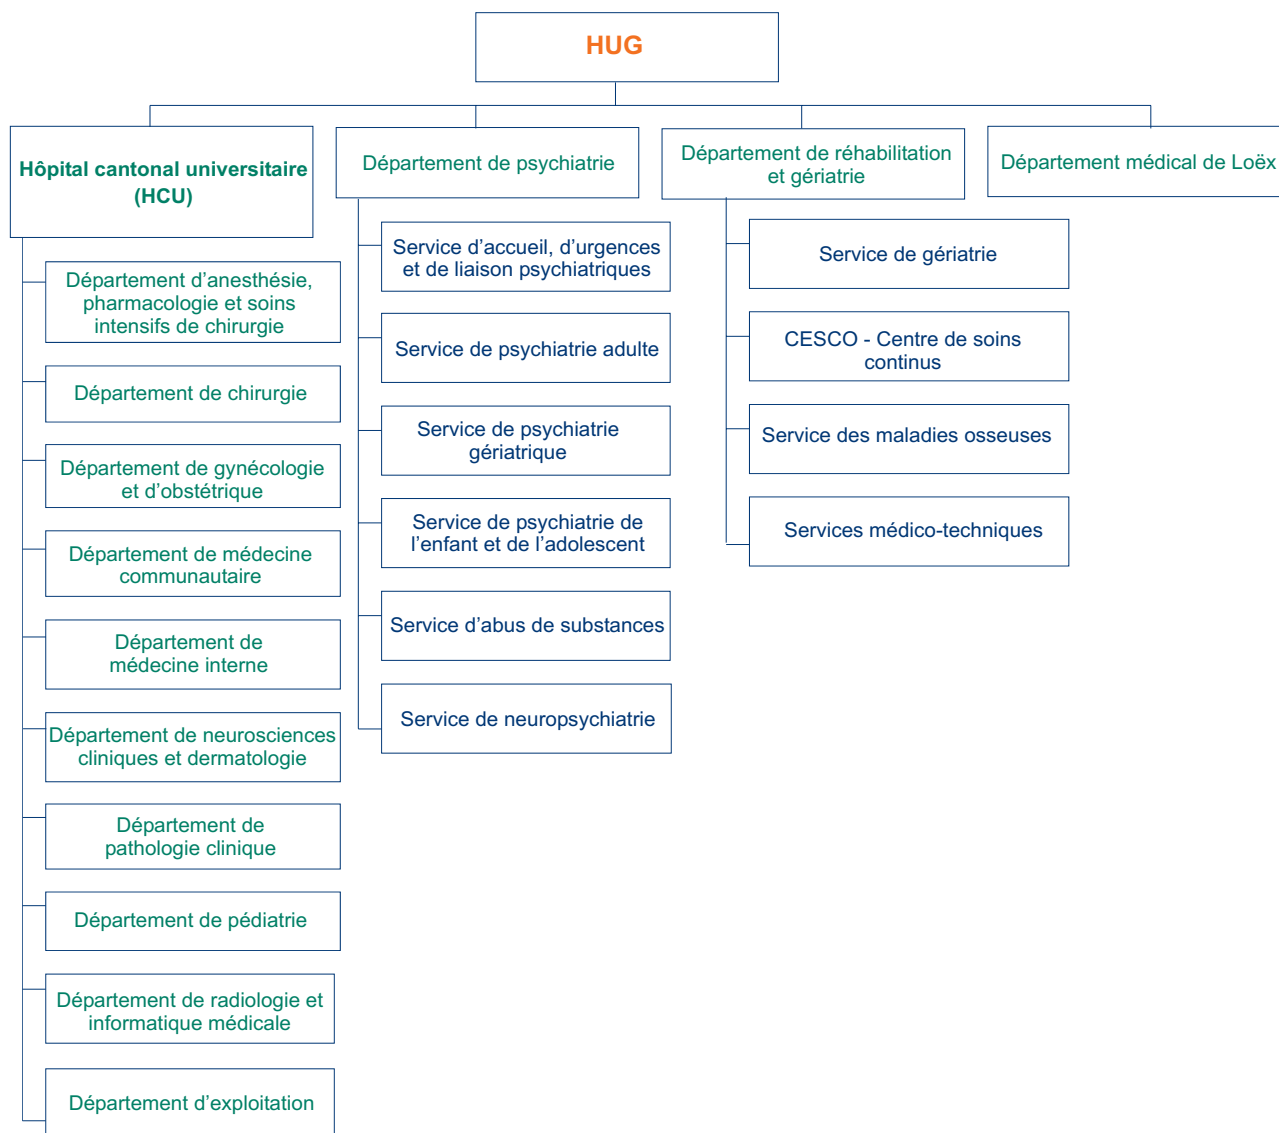 HUG
Hôpital cantonal universitaire
(HCU)
Département d’anesthésie,
pharmacologie et soins
intensifs de chirurgie
Département de chirurgie
Département de gynécologie
et d’obstétrique
Département de médecine
communautaire
Département de
médecine interne
Département de neurosciences
cliniques et dermatologie
Département de
pathologie clinique
Département de pédiatrie
Département de radiologie et
informatique médicale
Département d’exploitation
Département de psychiatrie
Service d’accueil, d’urgences
et de liaison psychiatriques
Service de psychiatrie adulte
Service de psychiatrie
gériatrique
Service de psychiatrie de
l’enfant et de l’adolescent
Service d’abus de substances
Service de neuropsychiatrie
Département de réhabilitation
et gériatrie
Service de gériatrie
CESCO - Centre de soins
continus
Service des maladies osseuses
Services médico-techniques
Département médical de Loëx